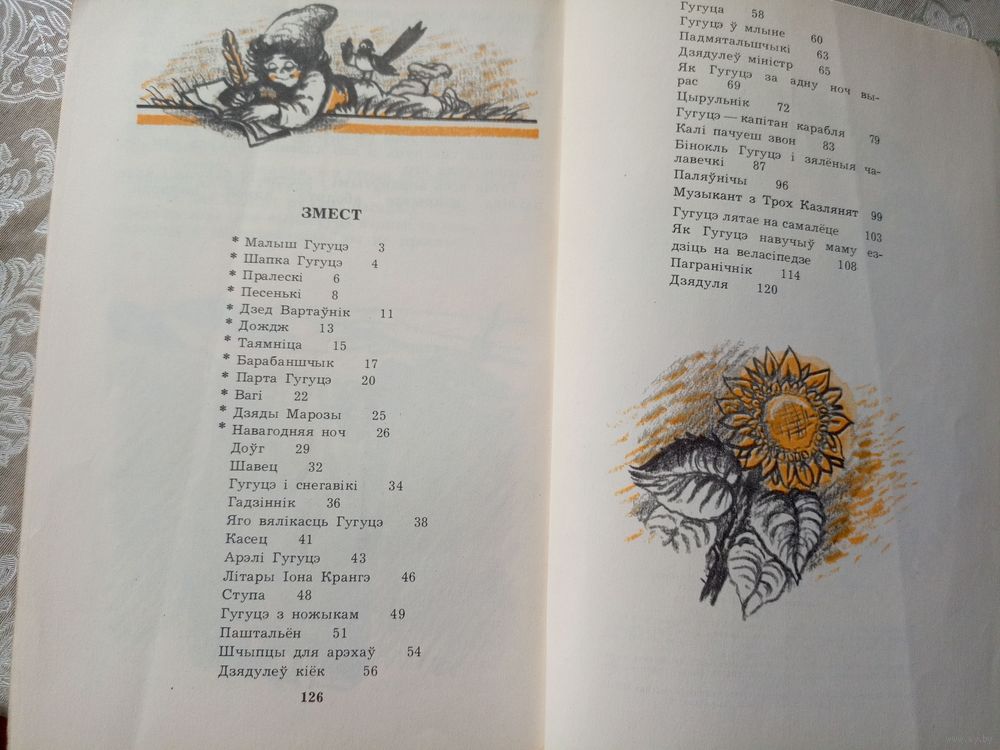 ЗМЕСТ
* Малыш Гугуцэ 3
* Шапка Гугуцэ 4
* Пралескі 6
* Песенькі 8
* Дзед Вартаўнік 11
* Дождж 13
* Таямніца 15
* Барабаншчык 17
* Парта Гугуцэ 20
* Вагі 22
* Дзяды Марозы 25
* Навагодняя ноч 26
Доўг 29
Шавец 32
Гугуцэ і снегавікі 34
Гадзіннік 36
Яго вялікасць Гугуцэ 38
Касец 41
Арэлі Гугуцэ 43
Літары Іона Крангэ 46
Ступа 48
Гугуцэ з ножыкам 49
Паштальён 51
Шчыпцы для арэхаў 54
Дзядулеў кіёк 56
126
Гугуца 58
Гугуцэ ў млыне 60
Падмятальшчыкі 63
Дзядулеў міністр 65
Як Гугуцэ за адну ноч вы-
рас 69
Цырульнік 72
Гугуцэ — капітан карабля 79
Калі пачуеш звон 83
Бінокль Гугуцэ і зялёныя ча-
лавечкі 87
Паляўнічы 96
Музыкант з Трох Казлянят 99
Гугуцэ лятае на самалёце 103
Як Гугуцэ навучыў маму ез-
дзіць на веласіпедзе 108
Пагранічнік 114
Дзядуля 120